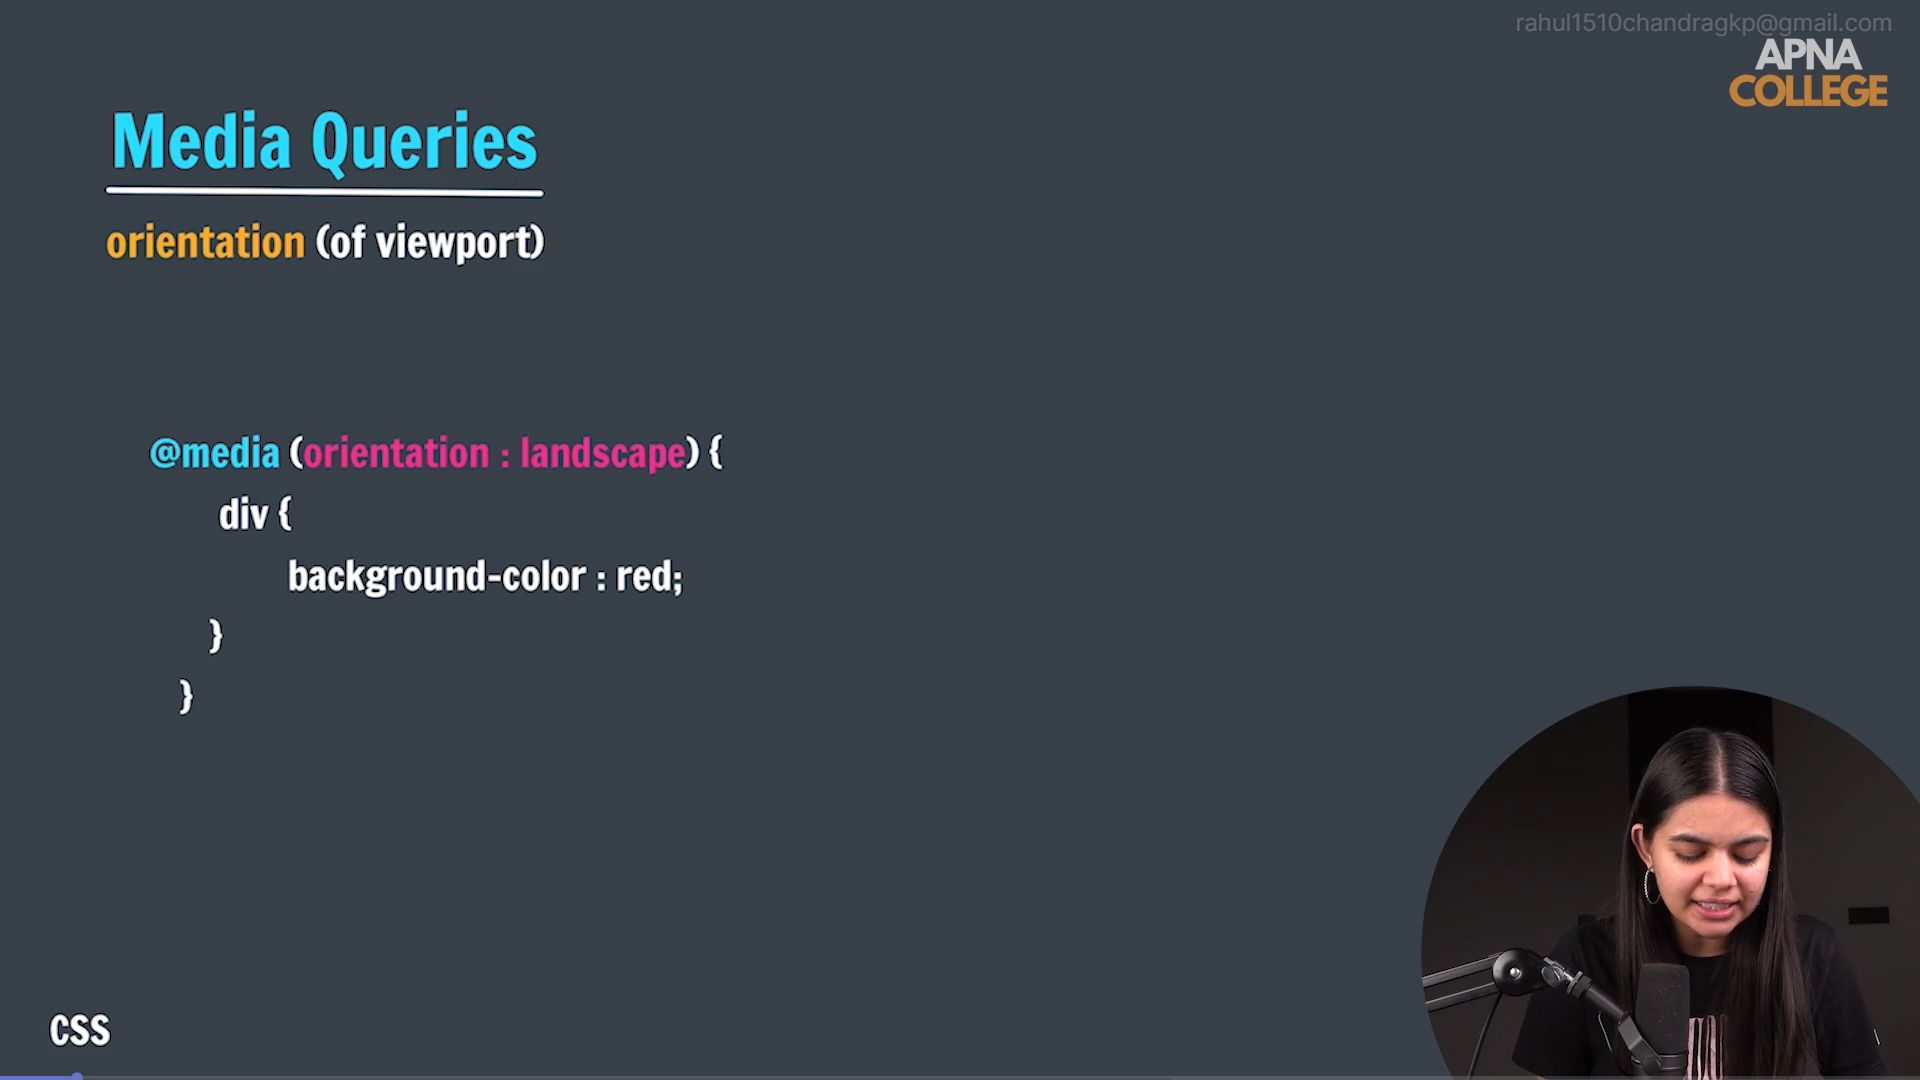 rahul1510chandragkp@gmail.com
APNA
COLLEGE
Media Queries
orientation (of viewport)
@media (orientation : landscape) {
div {
background-color : red;
}
}
CSS